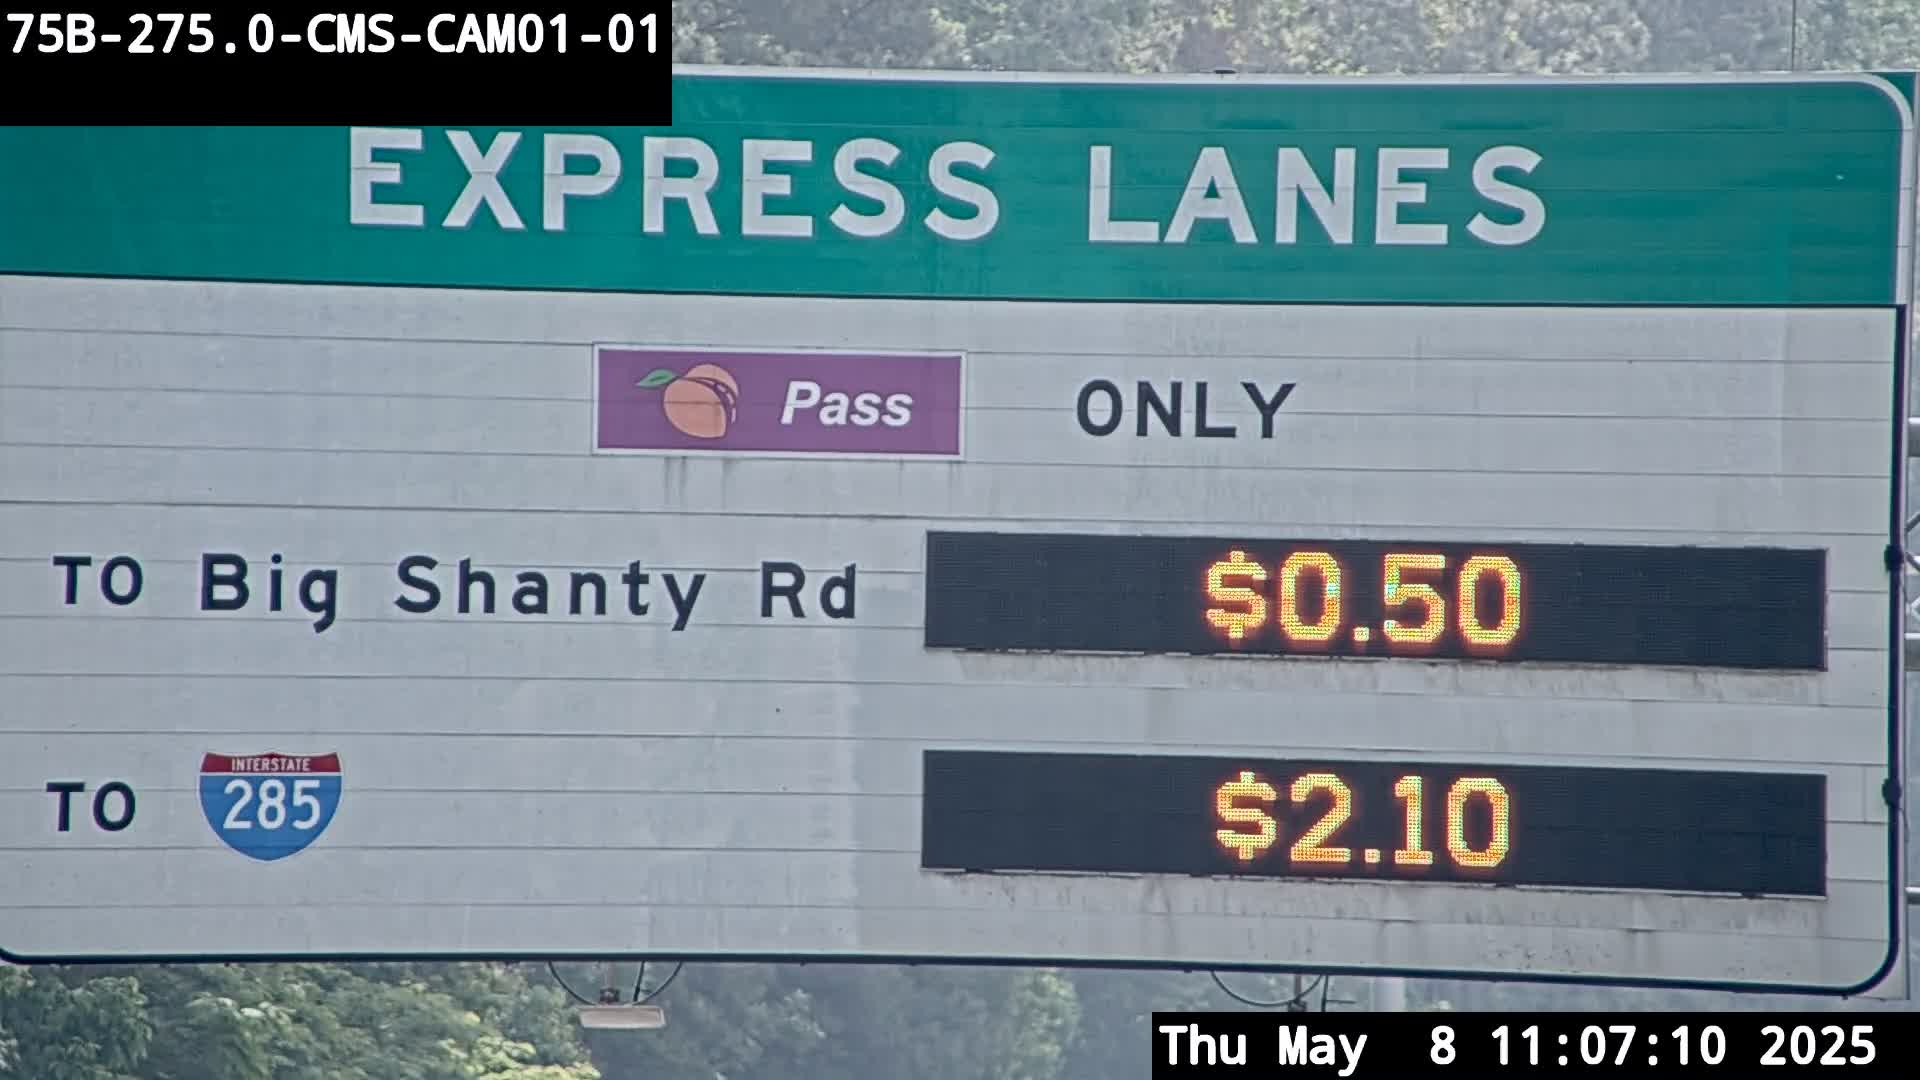 75B-275.0-CMS-CAM01-01
EXPRESS LANES
Pass ONLY
TO Big Shanty Rd $0.50
INTERSTATE
TO 285 $2.10
Thu May 8 11:07:10 2025